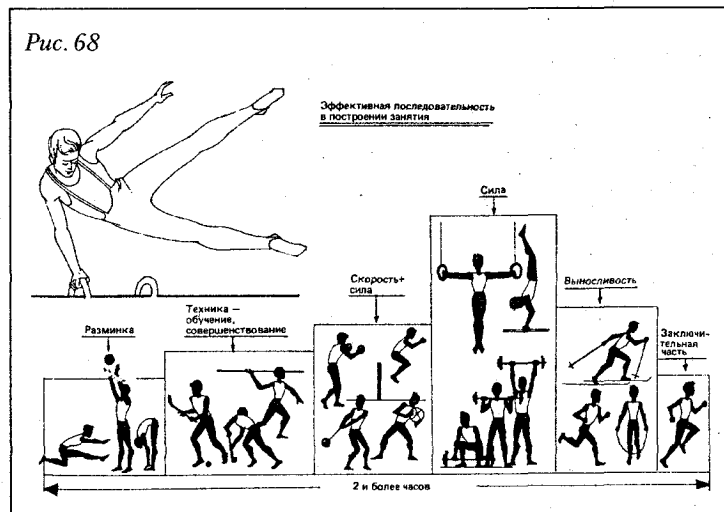 Рис. 68
Эффективная последовательность
в построении занятия
Сила
Скорость+
сила
Выносливость
Техника —
обучение,
совершенствование
Разминка
Заключи-
тельная
часть
2 и более часов